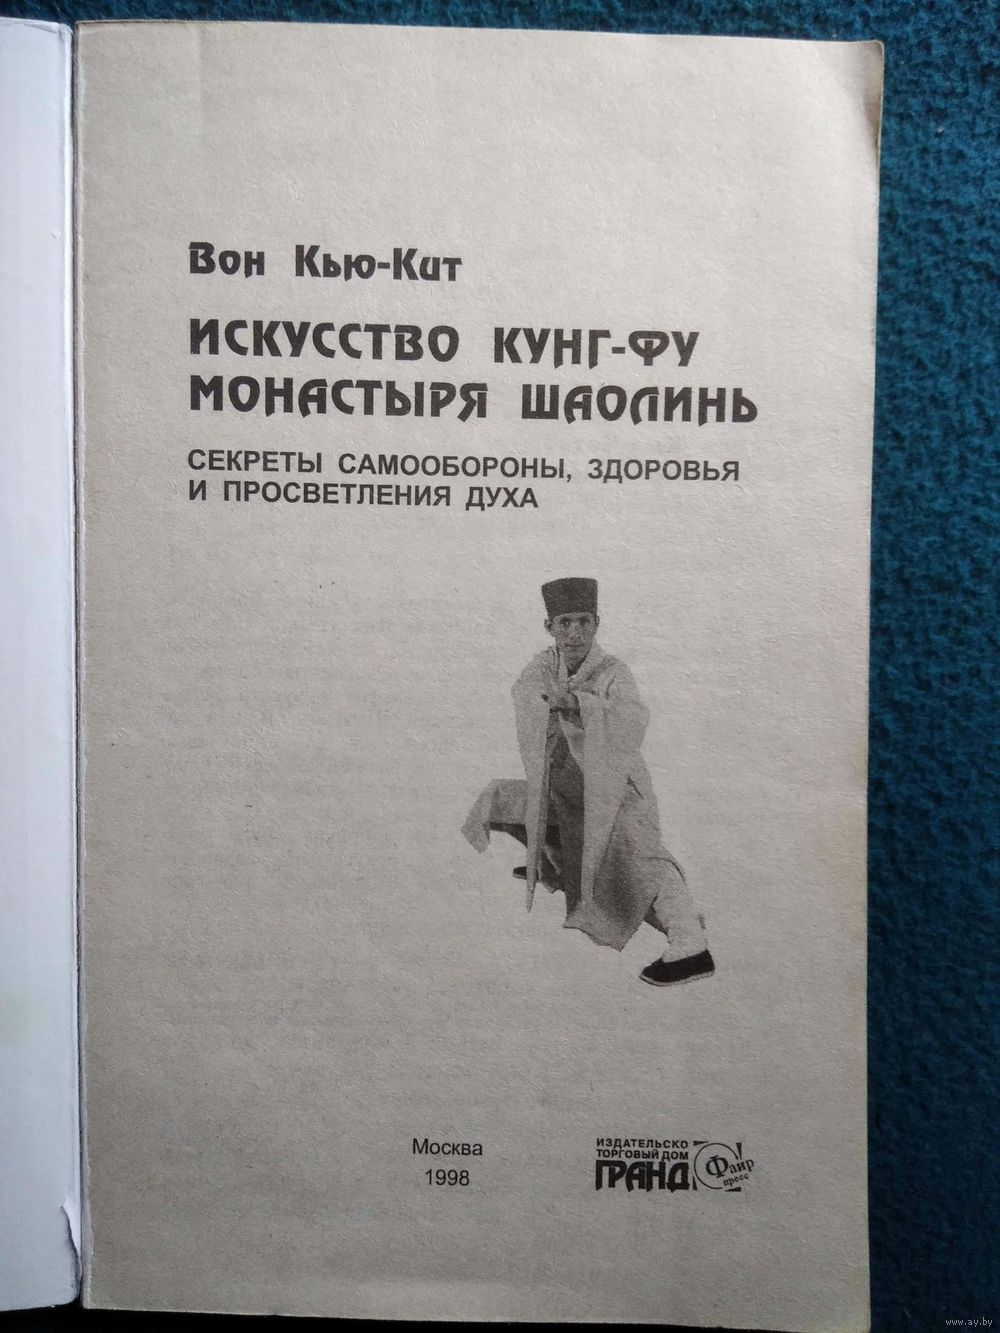 Вон Кью-Кит
ИСКУССТВО КУНГ-ФУ
МОНАСТЫРЯ ШАОЛИНЬ
СЕКРЕТЫ САМООБОРОНЫ, ЗДОРОВЬЯ
И ПРОСВЕТЛЕНИЯ ДУХА
Москва
1998
ИЗДАТЕЛЬСКО
ТОРГОВЫЙ ДОМ
ГРАНД
Фаир
пресс
www.ay.by